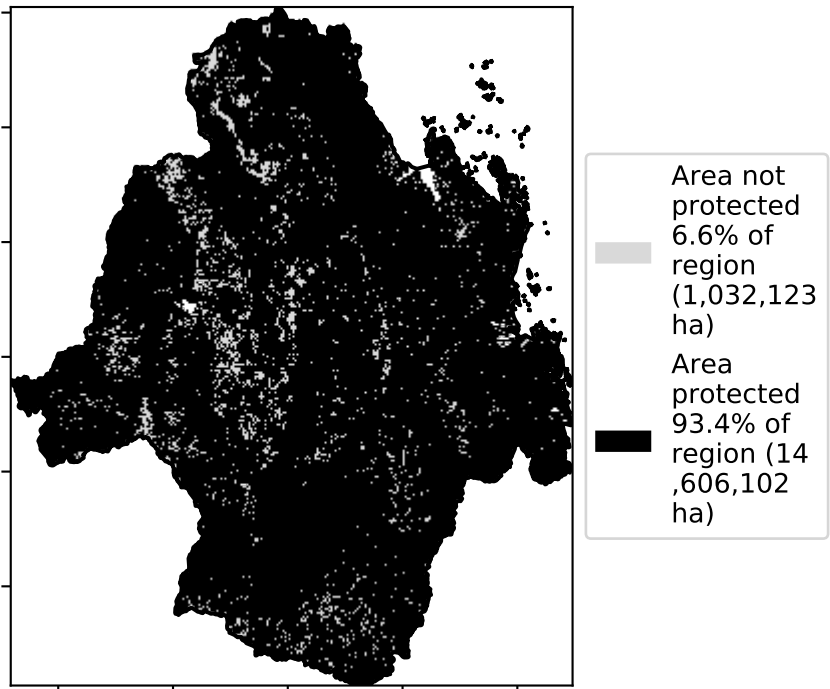 Area not
protected
6.6% of
region
(1,032,123
ha)
Area
protected
93.4% of
region (14
,606,102
ha)